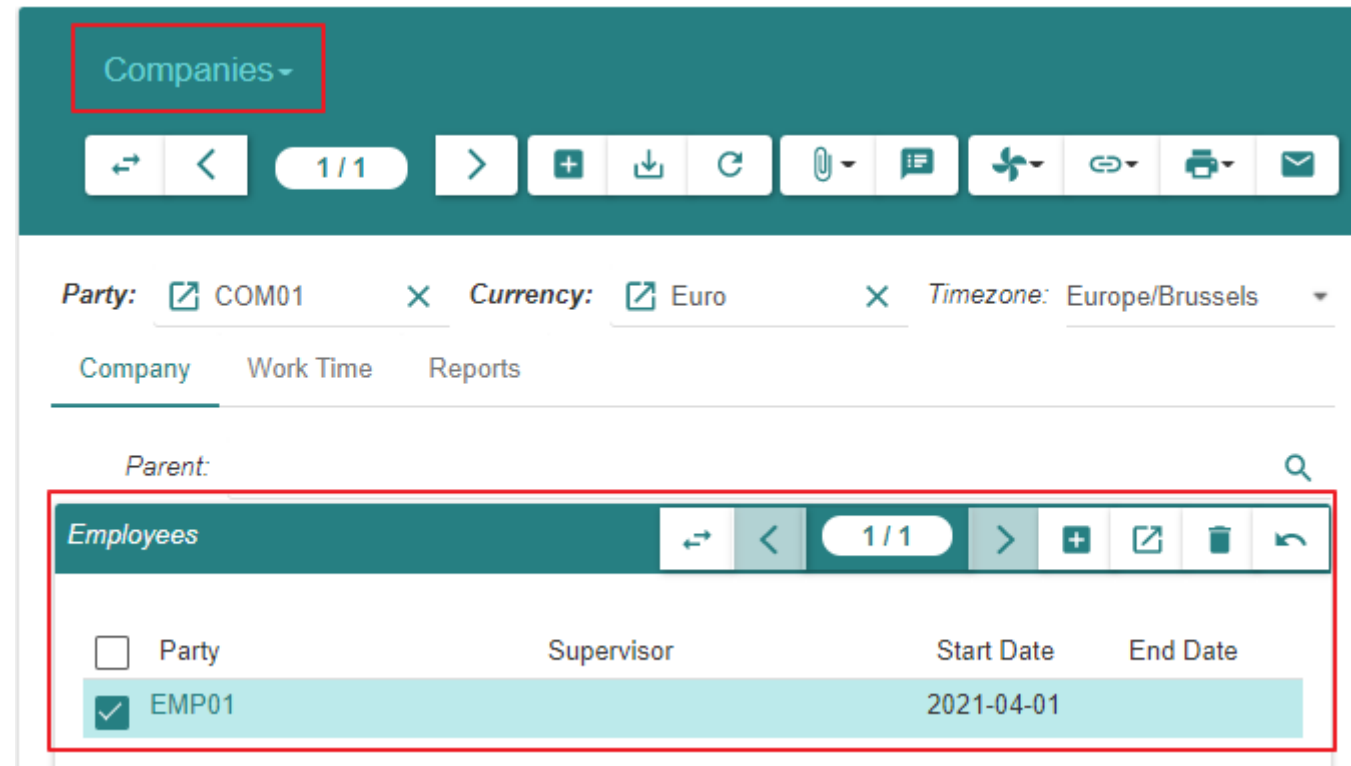 Companies
1 / 1
Party: COM01 Currency: Euro Timezone: Europe/Brussels
Company Work Time Reports
Parent:
Employees 1 / 1
Party Supervisor Start Date End Date
EMP01 2021-04-01